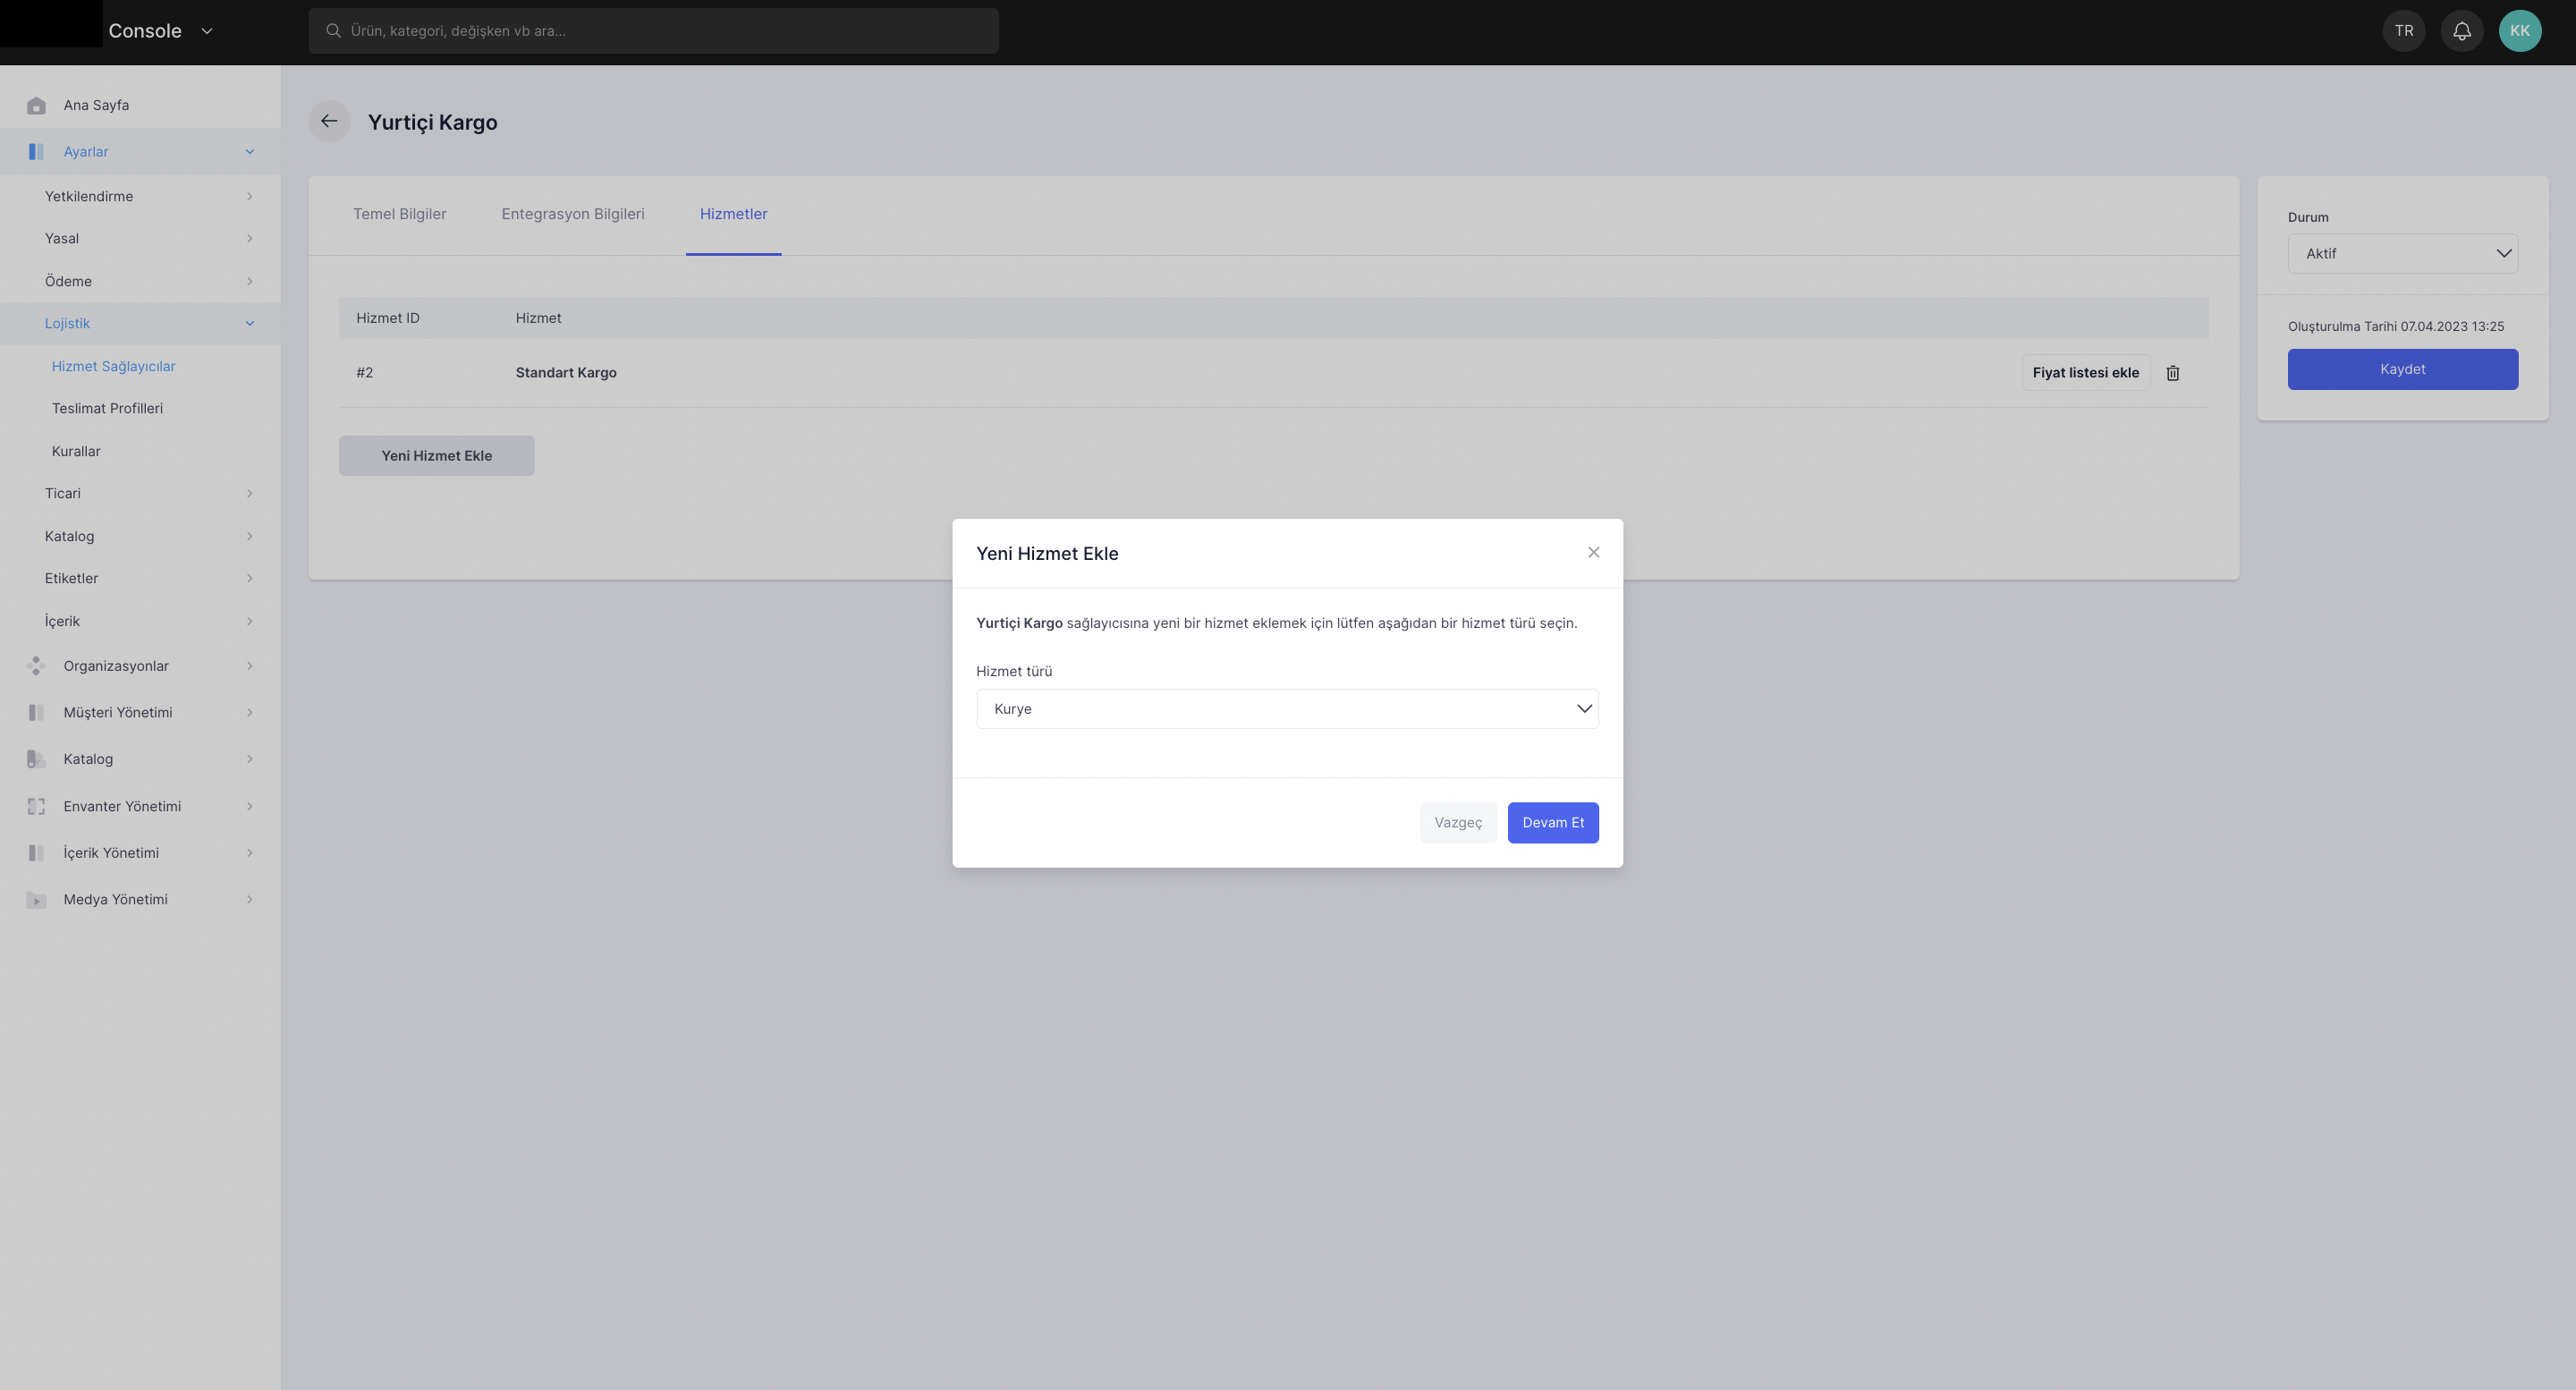 Console
Ürün, kategori, değişken vb ara...
TR
KK
Ana Sayfa
Ayarlar
Yetkilendirme
Yasal
Ödeme
Lojistik
Hizmet Sağlayıcılar
Teslimat Profilleri
Kurallar
Ticari
Katalog
Etiketler
İçerik
Organizasyonlar
Müşteri Yönetimi
Katalog
Envanter Yönetimi
İçerik Yönetimi
Medya Yönetimi
Yurtiçi Kargo
Temel Bilgiler Entegrasyon Bilgileri Hizmetler
Hizmet ID Hizmet
#2 Standart Kargo Fiyat listesi ekle
Yeni Hizmet Ekle
Durum
Aktif
Oluşturulma Tarihi 07.04.2023 13:25
Kaydet
Yeni Hizmet Ekle
Yurtiçi Kargo sağlayıcısına yeni bir hizmet eklemek için lütfen aşağıdan bir hizmet türü seçin.
Hizmet türü
Kurye
Vazgeç Devam Et